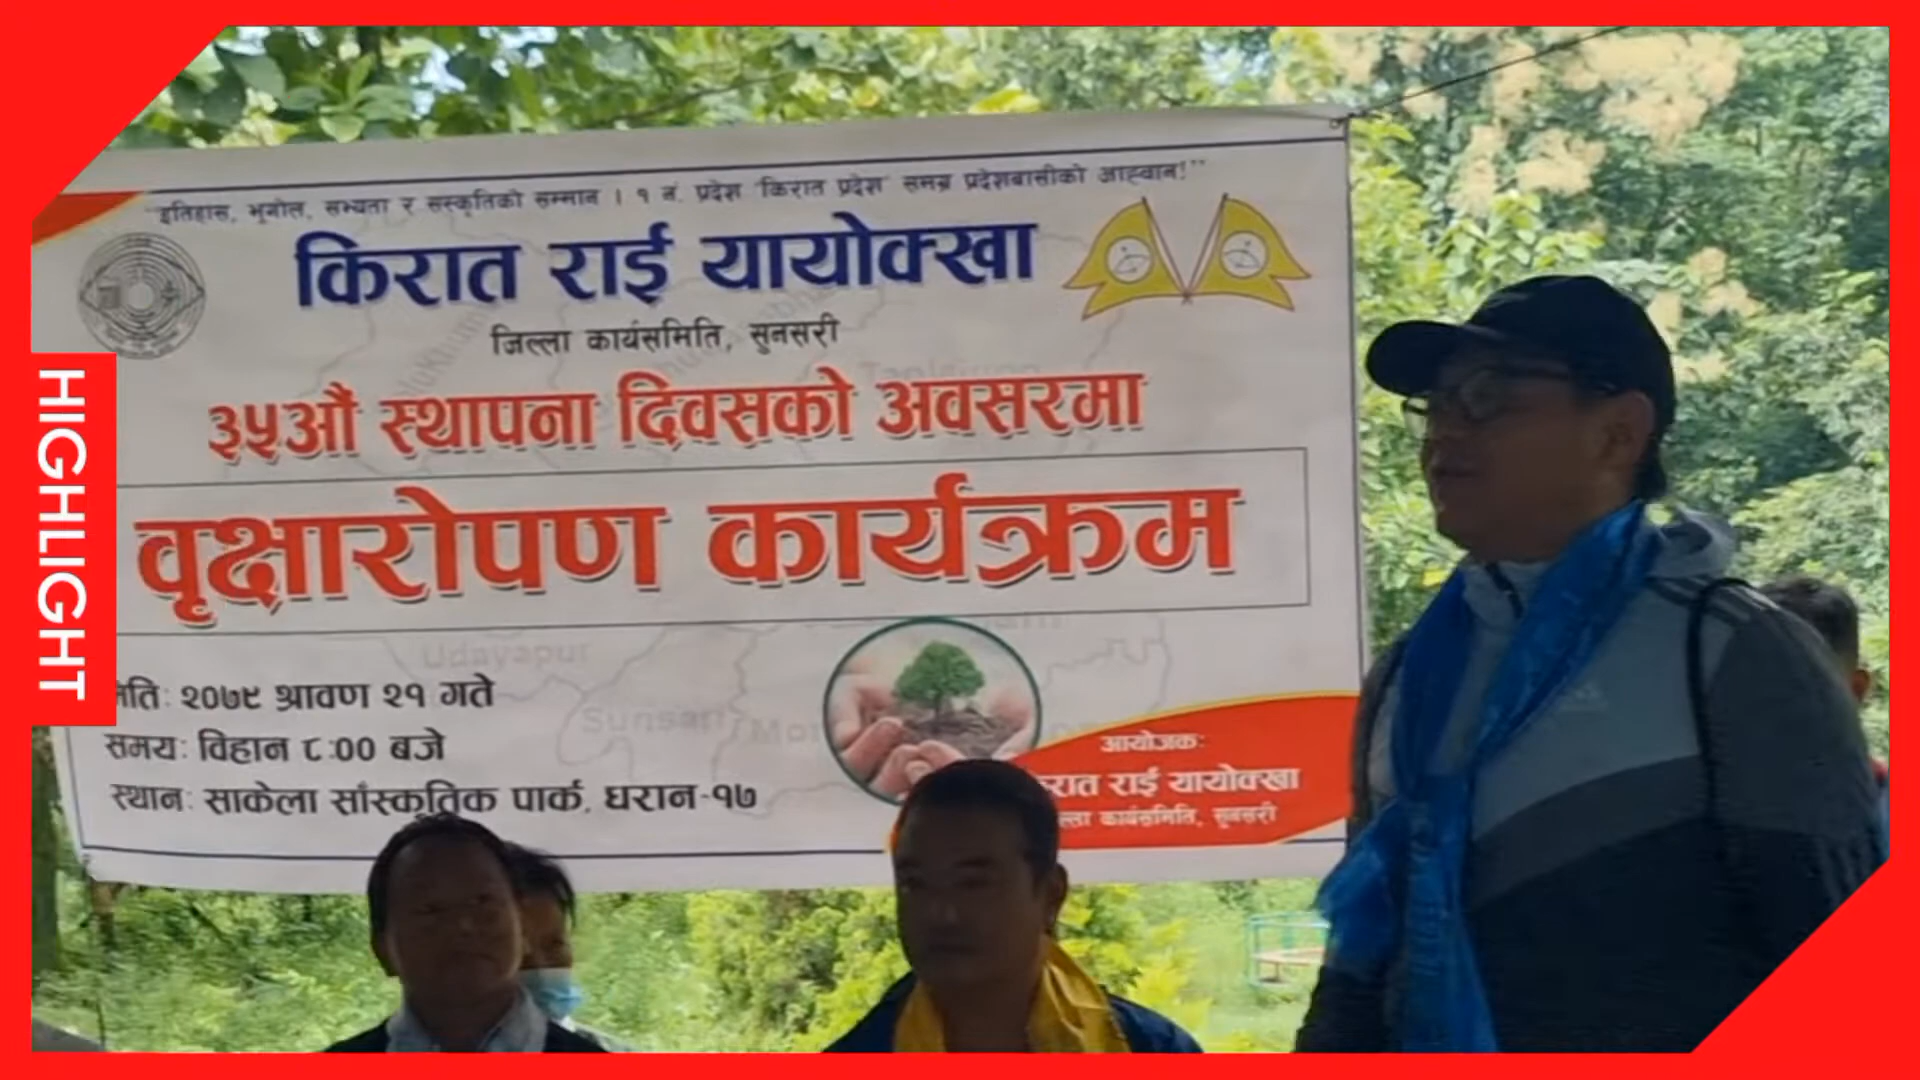 "इतिहास, भूगोल, सभ्यता र संस्कृतिको सम्मान । १ नं. प्रदेश 'किरात प्रदेश' समग्र प्रदेशबासीको आह्वान!"
किरात राई यायोक्खा
जिल्ला कार्यसमिति, सुनसरी
३५औं स्थापना दिवसको अवसरमा
वृक्षारोपण कार्यक्रम
Udayapur
Sunsari
मिति: २०७९ श्रावण २१ गते
समय: विहान ८:00 बजे
स्थान: साकेला साँस्कृतिक पार्क, धरान-१७
आयोजक:
किरात राई यायोक्खा
जिल्ला कार्यसमिति, सुनसरी
HIGHLIGHT